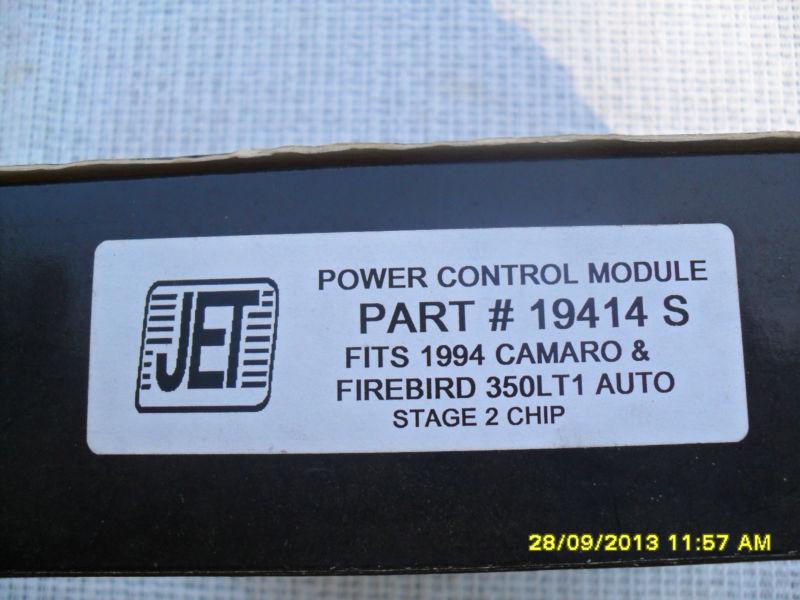 JET
POWER CONTROL MODULE
PART # 19414 S
FITS 1994 CAMARO &
FIREBIRD 350LT1 AUTO
STAGE 2 CHIP
28/09/2013 11:57 AM